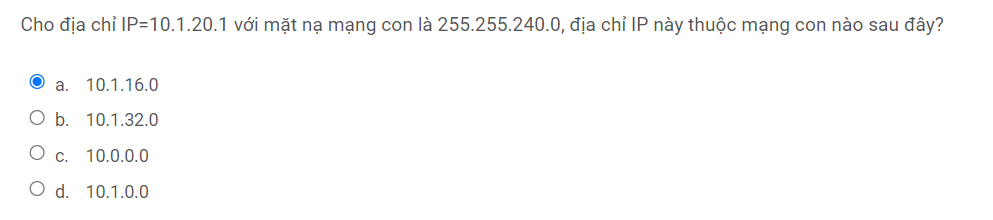 Cho địa chỉ IP=10.1.20.1 với mặt nạ mạng con là 255.255.240.0, địa chỉ IP này thuộc mạng con nào sau đây?
a. 10.1.16.0
b. 10.1.32.0
c. 10.0.0.0
d. 10.1.0.0